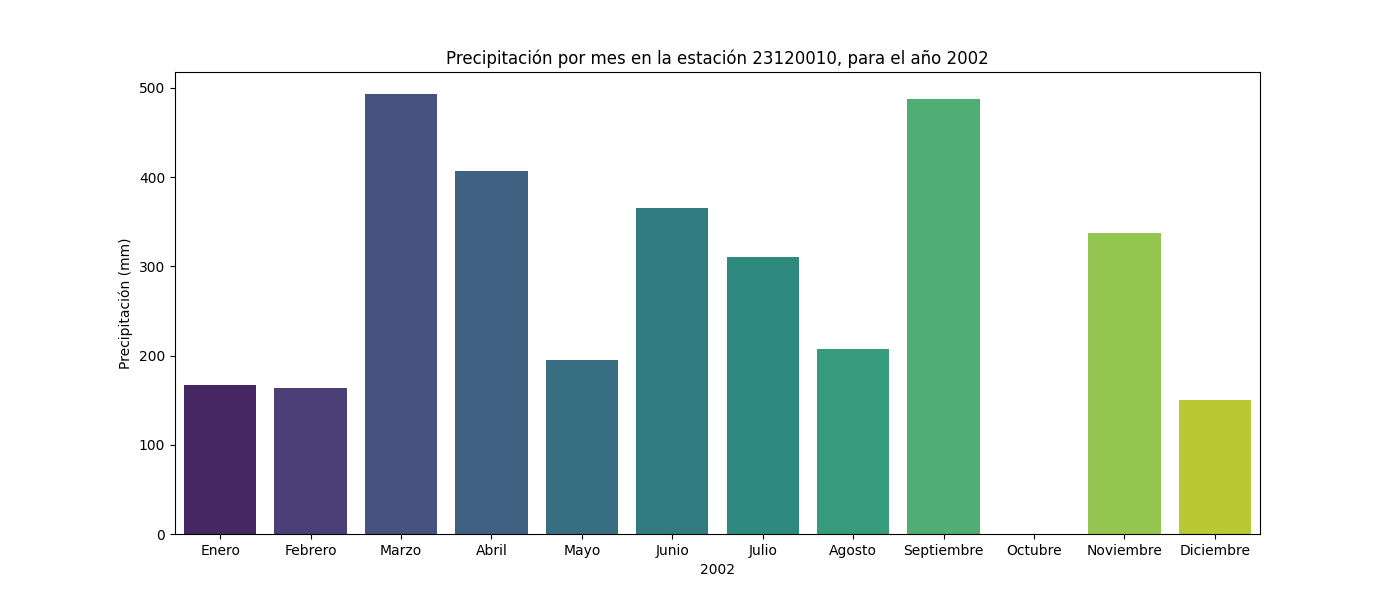 Precipitación por mes en la estación 23120010, para el año 2002
Precipitación (mm)
500
400
300
200
100
0
Enero Febrero Marzo Abril Mayo Junio Julio Agosto Septiembre Octubre Noviembre Diciembre
2002